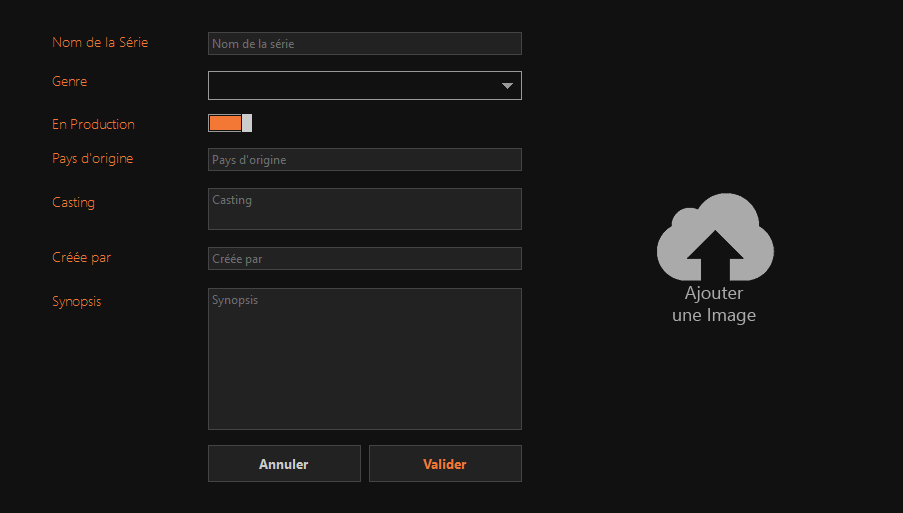 Nom de la Série
Nom de la série
Genre
En Production
Pays d'origine
Pays d'origine
Casting
Casting
Créée par
Créée par
Synopsis
Synopsis
Ajouter
une Image
Annuler
Valider